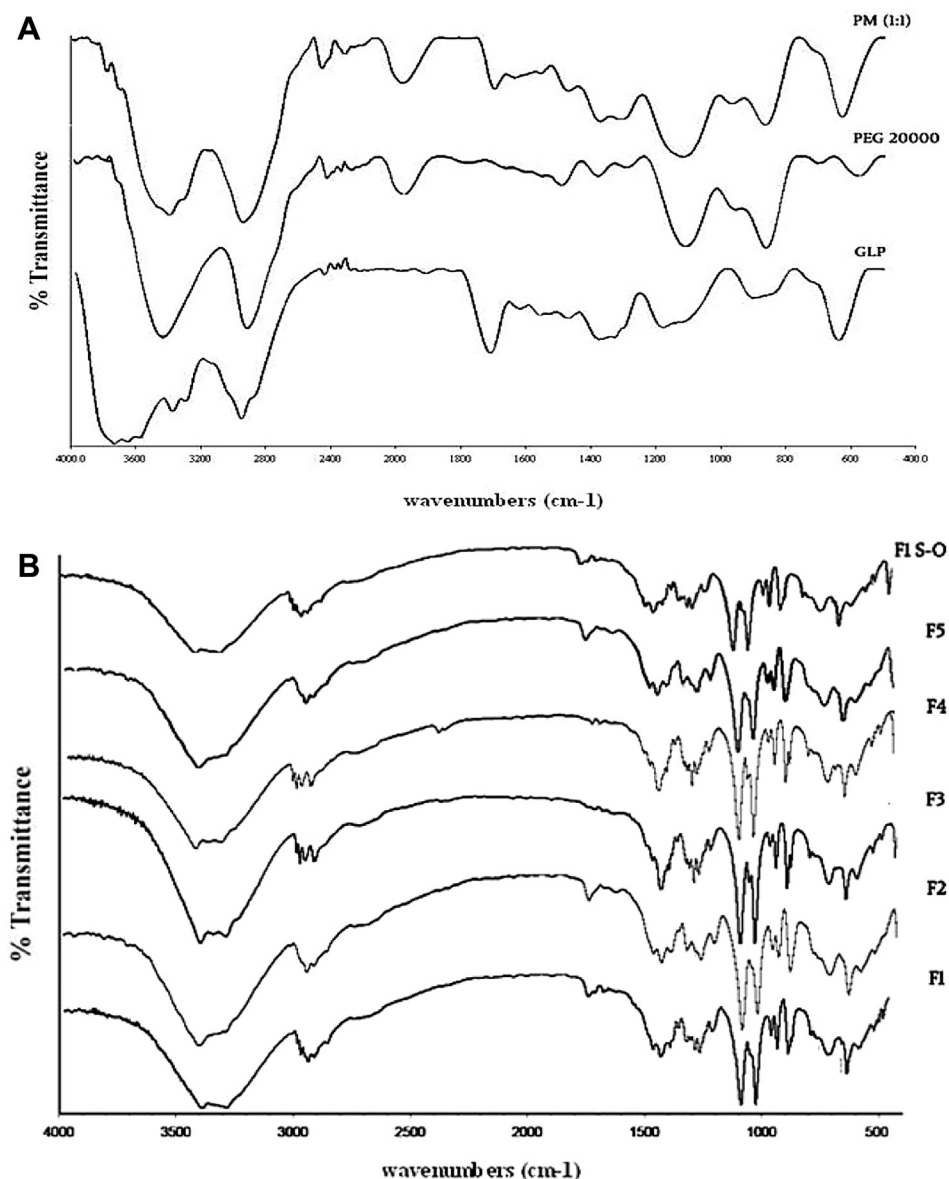 A
PM (1:1)
PEG 20000
GLP
% Transmittance
4000.0 3600 3200 2800 2400 2000 1800 1600 1400 1200 1000 800 600 400.0
wavenumbers (cm-1)
B
F1 S-O
F5
F4
F3
F2
F1
% Transmittance
4000 3500 3000 2500 2000 1500 1000 500
wavenumbers (cm-1)